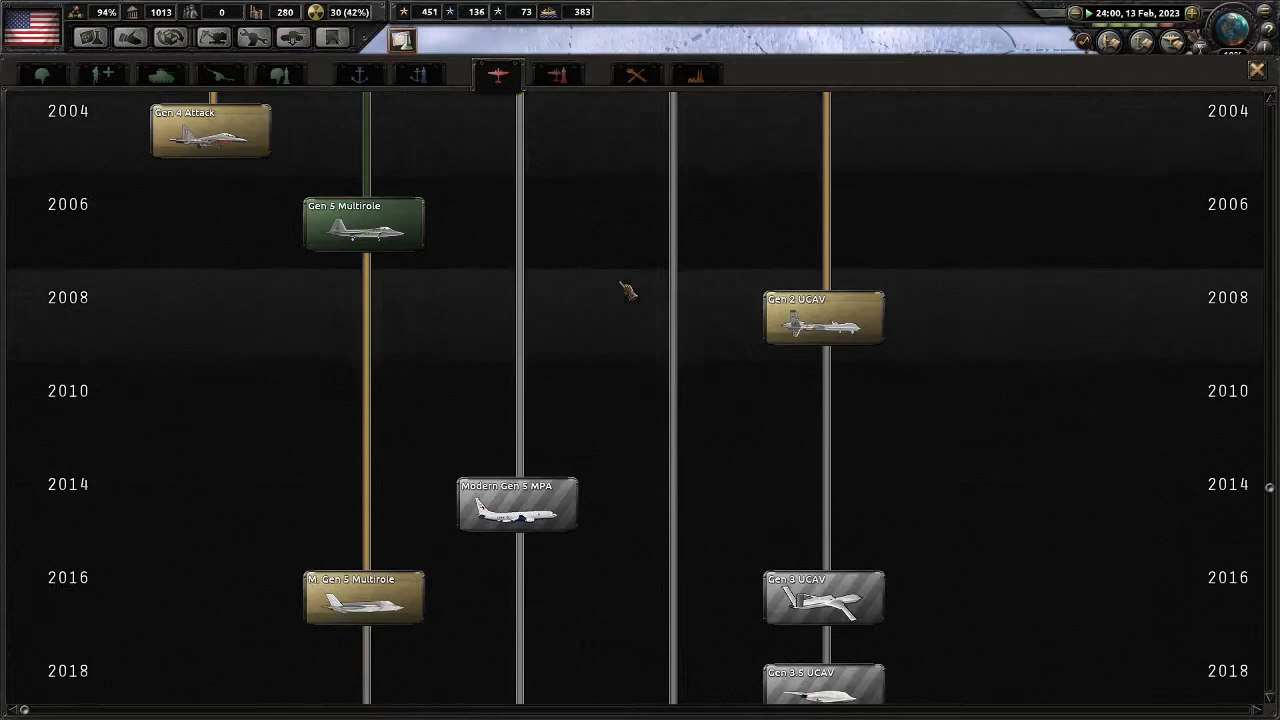 94% 1013 0 280 30 (42%) 451 136 73 383 24:00, 13 Feb, 2023
2004 Gen 4 Attack 2004
2006 Gen 5 Multirole 2006
2008 Gen 2 UCAV 2008
2010 2010
2014 Modern Gen 5 MPA 2014
2016 M. Gen 5 Multirole Gen 3 UCAV 2016
2018 Gen 3.5 UCAV 2018